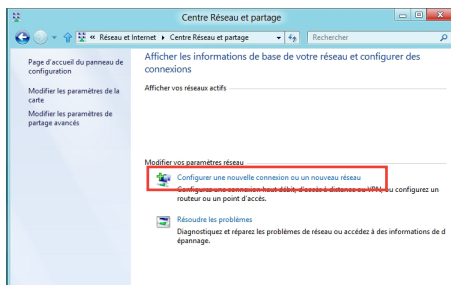 Centre Réseau et partage
« Réseau et Internet ▸ Centre Réseau et partage
Rechercher
Page d'accueil du panneau de
configuration
Modifier les paramètres de la
carte
Modifier les paramètres de
partage avancés
Afficher les informations de base de votre réseau et configurer des
connexions
Afficher vos réseaux actifs
Modifier vos paramètres réseau
Configurer une nouvelle connexion ou un nouveau réseau
Configurez une connexion haut débit, d'accès à distance ou VPN, ou configurez un
routeur ou un point d'accès.
Résoudre les problèmes
Diagnostiquez et réparez les problèmes de réseau ou accédez à des informations de d
épannage.